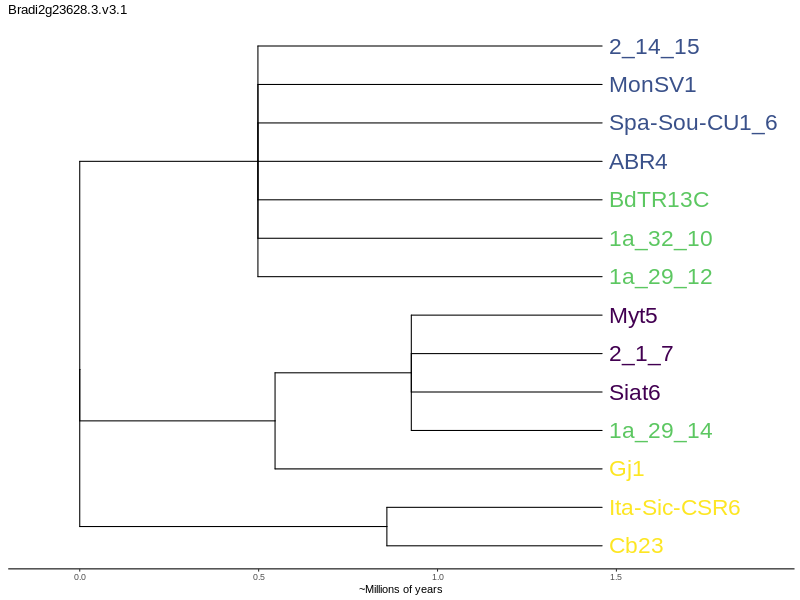 Bradi2g23628.3.v3.1
2_14_15
MonSV1
Spa-Sou-CU1_6
ABR4
BdTR13C
1a_32_10
1a_29_12
Myt5
2_1_7
Siat6
1a_29_14
Gj1
Ita-Sic-CSR6
Cb23
0.0 0.5 1.0 1.5
~Millions of years